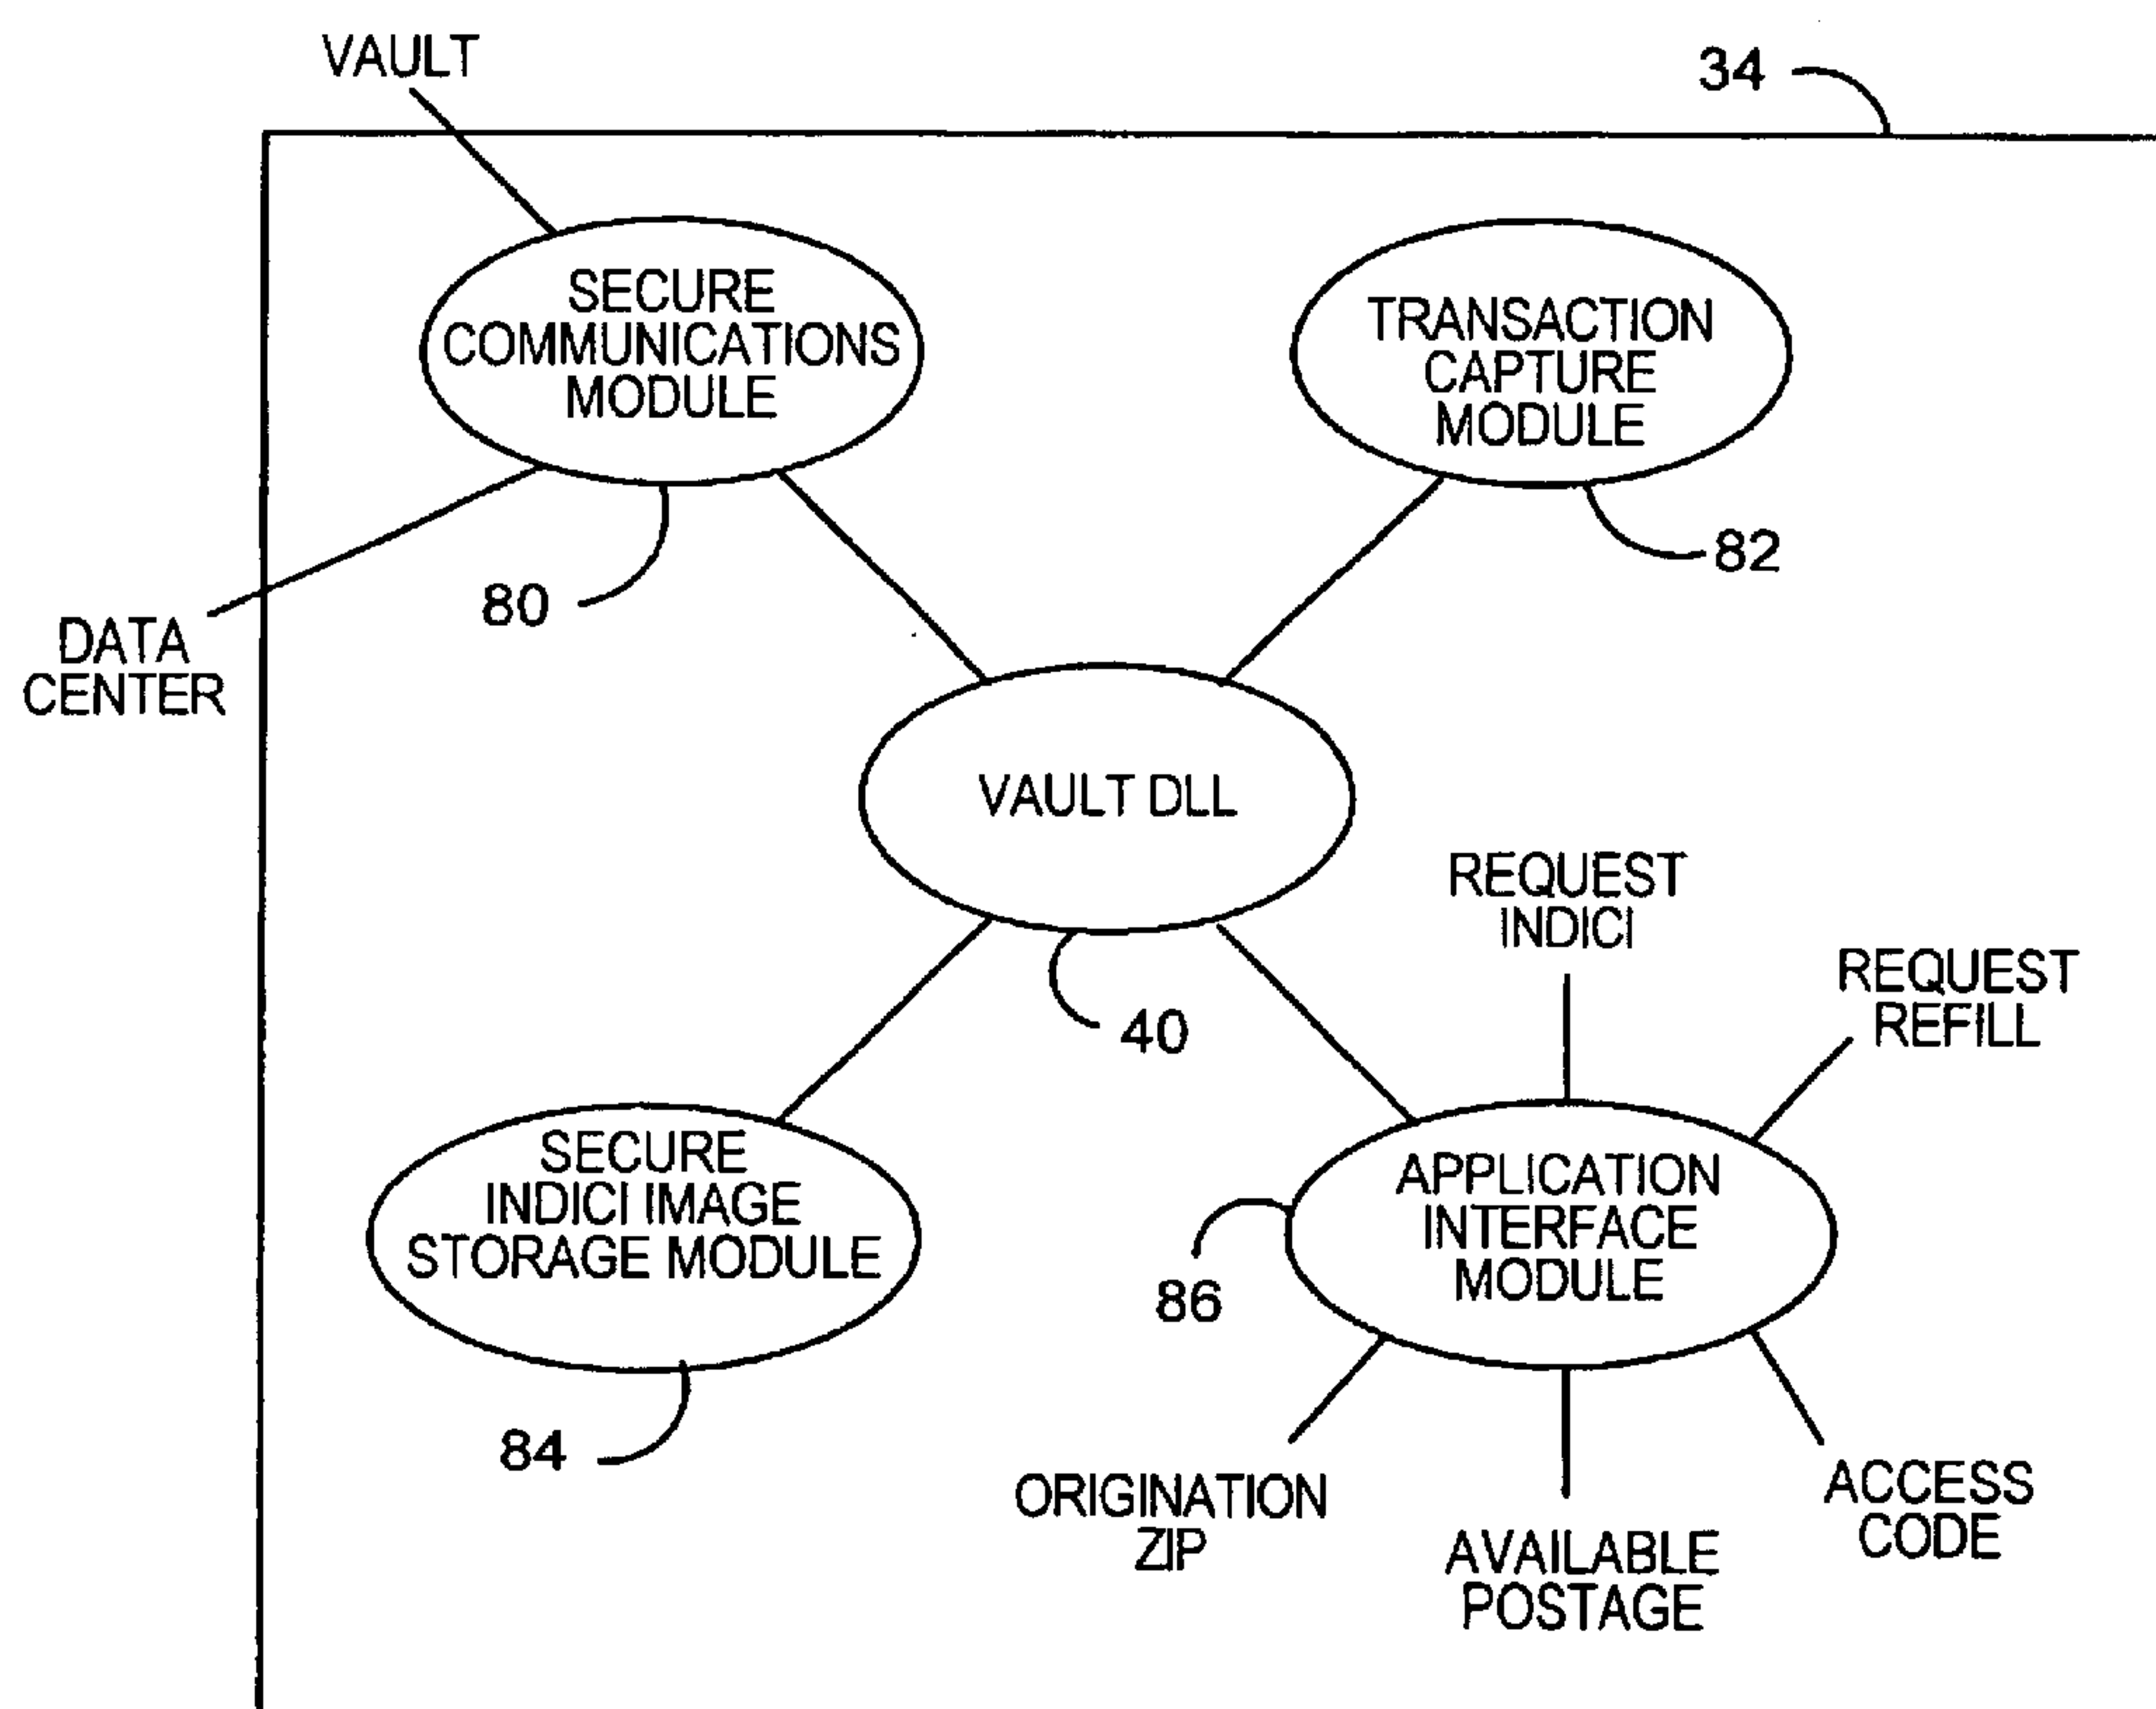 VAULT
34
SECURE
COMMUNICATIONS
MODULE
TRANSACTION
CAPTURE
MODULE
82
80
DATA
CENTER
VAULT DLL
REQUEST
INDICI
REQUEST
REFILL
40
SECURE
INDICI IMAGE
STORAGE MODULE
APPLICATION
INTERFACE
MODULE
86
84
ORIGINATION
ZIP
AVAILABLE
POSTAGE
ACCESS
CODE